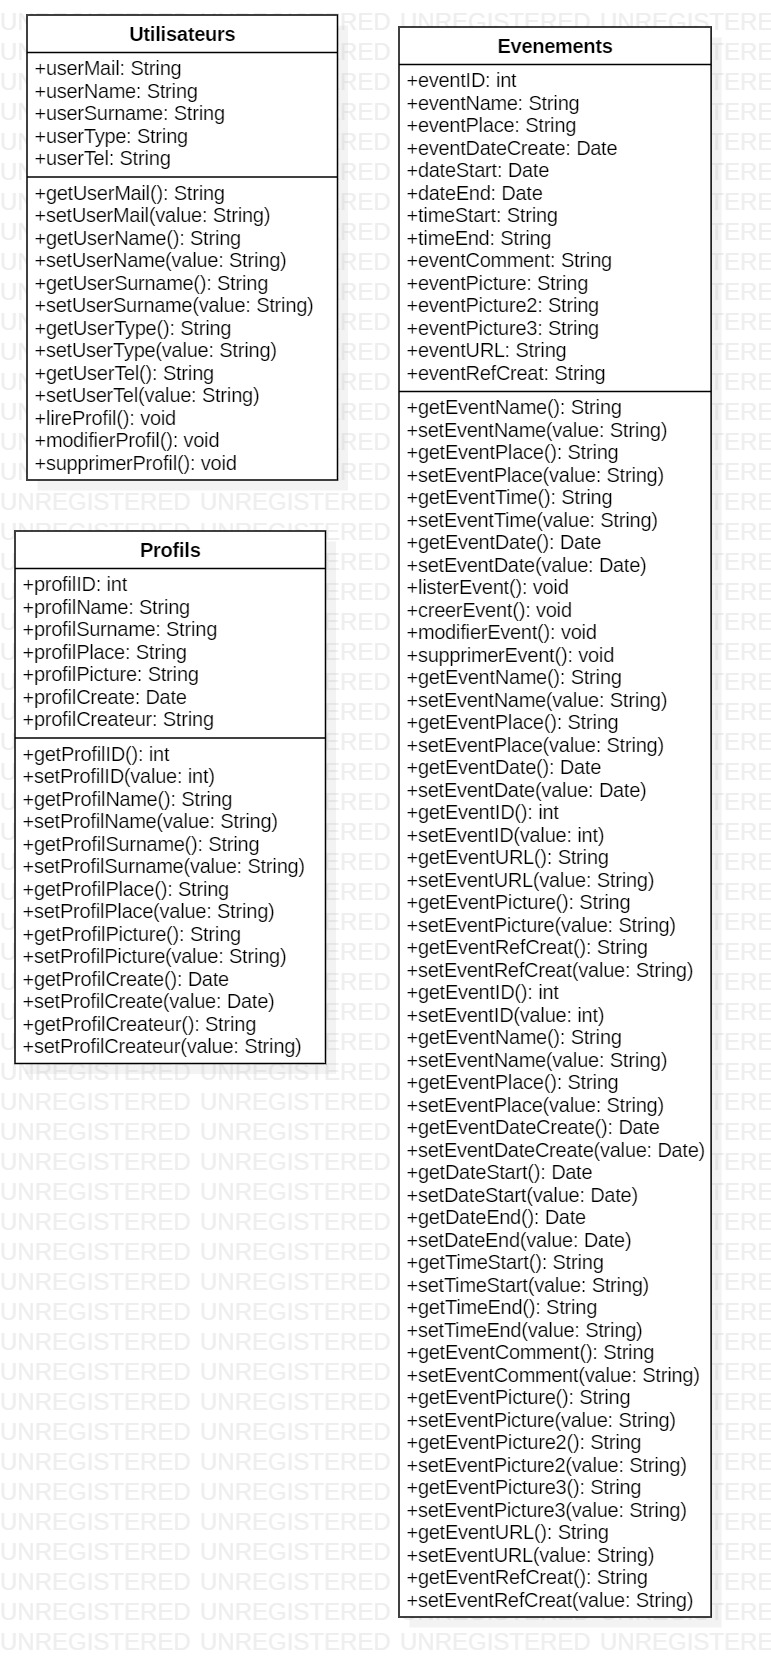 Utilisateurs
+userMail: String
+userName: String
+userSurname: String
+userType: String
+userTel: String
+getUserMail(): String
+setUserMail(value: String)
+getUserName(): String
+setUserName(value: String)
+getUserSurname(): String
+setUserSurname(value: String)
+getUserType(): String
+setUserType(value: String)
+getUserTel(): String
+setUserTel(value: String)
+lireProfil(): void
+modifierProfil(): void
+supprimerProfil(): void
Profils
+profilID: int
+profilName: String
+profilSurname: String
+profilPlace: String
+profilPicture: String
+profilCreate: Date
+profilCreateur: String
+getProfilID(): int
+setProfilID(value: int)
+getProfilName(): String
+setProfilName(value: String)
+getProfilSurname(): String
+setProfilSurname(value: String)
+getProfilPlace(): String
+setProfilPlace(value: String)
+getProfilPicture(): String
+setProfilPicture(value: String)
+getProfilCreate(): Date
+setProfilCreate(value: Date)
+getProfilCreateur(): String
+setProfilCreateur(value: String)
Evenements
+eventID: int
+eventName: String
+eventPlace: String
+eventDateCreate: Date
+dateStart: Date
+dateEnd: Date
+timeStart: String
+timeEnd: String
+eventComment: String
+eventPicture: String
+eventPicture2: String
+eventPicture3: String
+eventURL: String
+eventRefCreat: String
+getEventName(): String
+setEventName(value: String)
+getEventPlace(): String
+setEventPlace(value: String)
+getEventTime(): String
+setEventTime(value: String)
+getEventDate(): Date
+setEventDate(value: Date)
+listerEvent(): void
+creerEvent(): void
+modifierEvent(): void
+supprimerEvent(): void
+getEventName(): String
+setEventName(value: String)
+getEventPlace(): String
+setEventPlace(value: String)
+getEventDate(): Date
+setEventDate(value: Date)
+getEventID(): int
+setEventID(value: int)
+getEventURL(): String
+setEventURL(value: String)
+getEventPicture(): String
+setEventPicture(value: String)
+getEventRefCreat(): String
+setEventRefCreat(value: String)
+getEventID(): int
+setEventID(value: int)
+getEventName(): String
+setEventName(value: String)
+getEventPlace(): String
+setEventPlace(value: String)
+getEventDateCreate(): Date
+setEventDateCreate(value: Date)
+getDateStart(): Date
+setDateStart(value: Date)
+getDateEnd(): Date
+setDateEnd(value: Date)
+getTimeStart(): String
+setTimeStart(value: String)
+getTimeEnd(): String
+setTimeEnd(value: String)
+getEventComment(): String
+setEventComment(value: String)
+getEventPicture(): String
+setEventPicture(value: String)
+getEventPicture2(): String
+setEventPicture2(value: String)
+getEventPicture3(): String
+setEventPicture3(value: String)
+getEventURL(): String
+setEventURL(value: String)
+getEventRefCreat(): String
+setEventRefCreat(value: String)